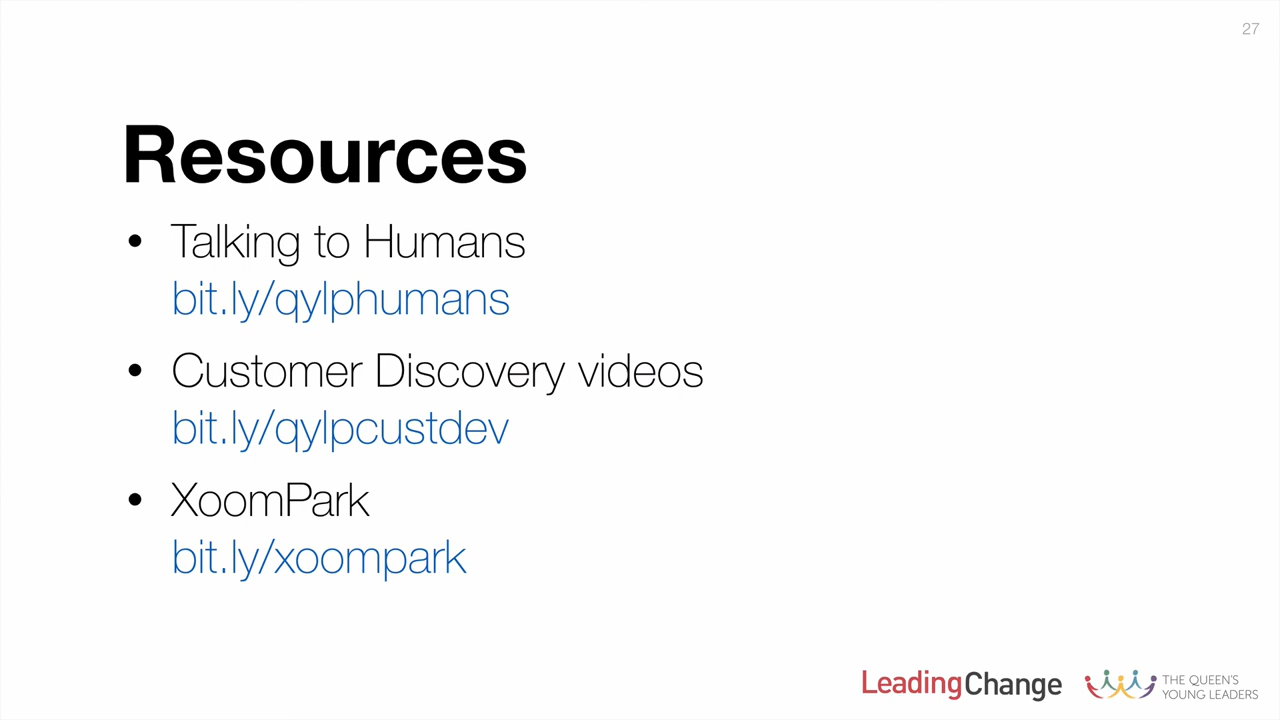 27
Resources
• Talking to Humans
bit.ly/qylphumans
• Customer Discovery videos
bit.ly/qylpcustdev
• XoomPark
bit.ly/xoompark
LeadingChange
THE QUEEN'S
YOUNG LEADERS